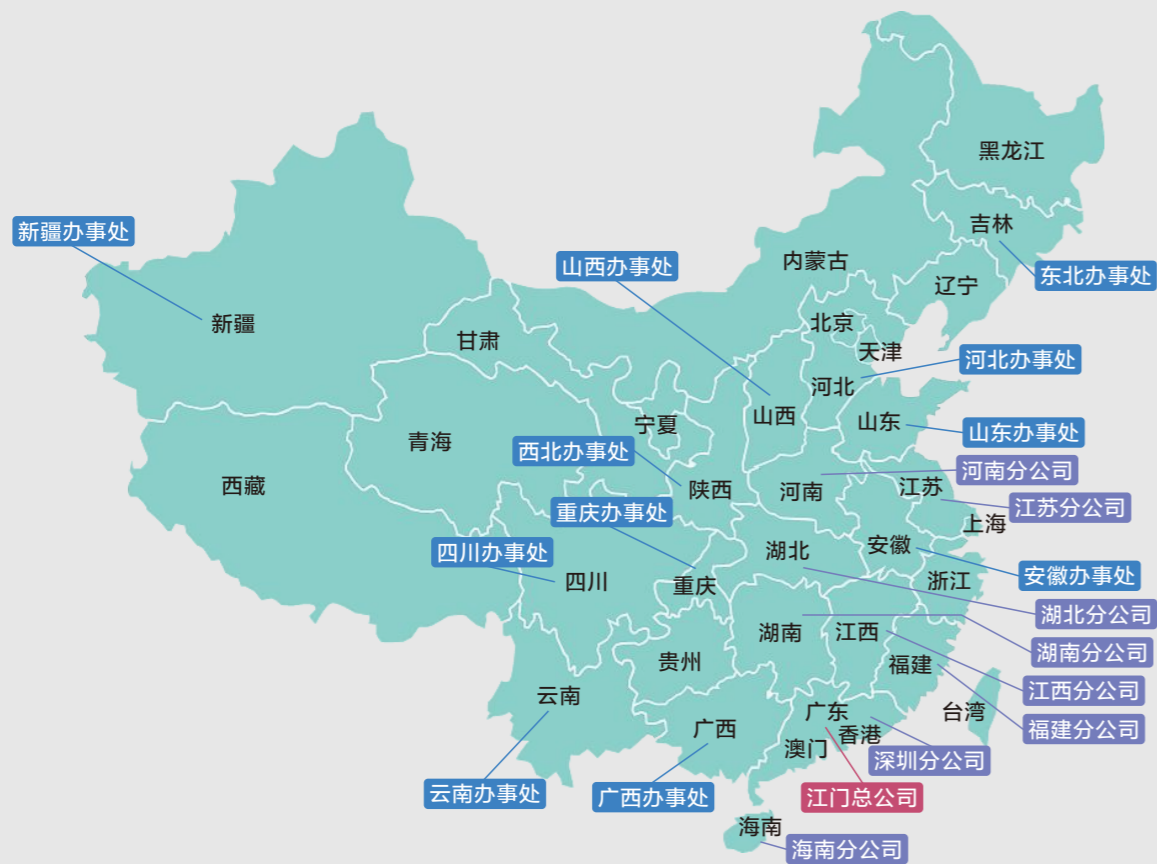 黑龙江
吉林
新疆办事处
内蒙古
山西办事处
东北办事处
辽宁
新疆
北京
甘肃
天津
河北办事处
河北
宁夏
山西
山东
山东办事处
青海
西北办事处
河南分公司
西藏
陕西
河南
江苏
江苏分公司
重庆办事处
上海
四川办事处
湖北
安徽
安徽办事处
四川
重庆
浙江
湖北分公司
湖南
江西
湖南分公司
贵州
福建
江西分公司
云南
广东
台湾
福建分公司
广西
香港
澳门
深圳分公司
云南办事处
广西办事处
江门总公司
海南
海南分公司